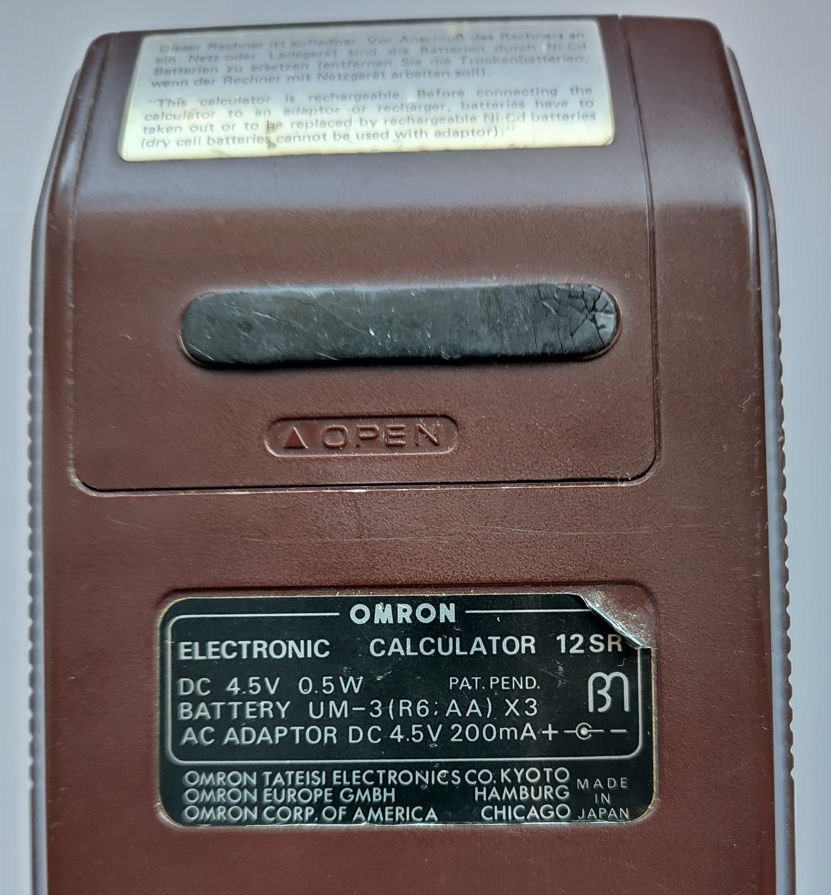 Dieser Rechner ist aufladbar. Vor Anschluß des Rechners an
ein Netz-oder Ladegerät sind die Batterien durch Ni-Cd
Batterien zu ersetzen (entfernen Sie die Trockenbatterien,
wenn der Rechner mit Netzgerät arbeiten soll).
"This calculator is rechargeable. Before connecting the
calculator to an adaptor or recharger, batteries have to
taken out or to be replaced by rechargeable Ni-Cd batteries
(dry cell batteries cannot be used with adaptor)."
OPEN
OMRON
ELECTRONIC CALCULATOR 12SR
DC 4.5V 0.5W PAT. PEND.
BATTERY UM-3(R6; AA) X3
AC ADAPTOR DC 4.5V 200mA + -
OMRON TATEISI ELECTRONICS CO. KYOTO
OMRON EUROPE GMBH HAMBURG
OMRON CORP. OF AMERICA CHICAGO
MADE
IN
JAPAN